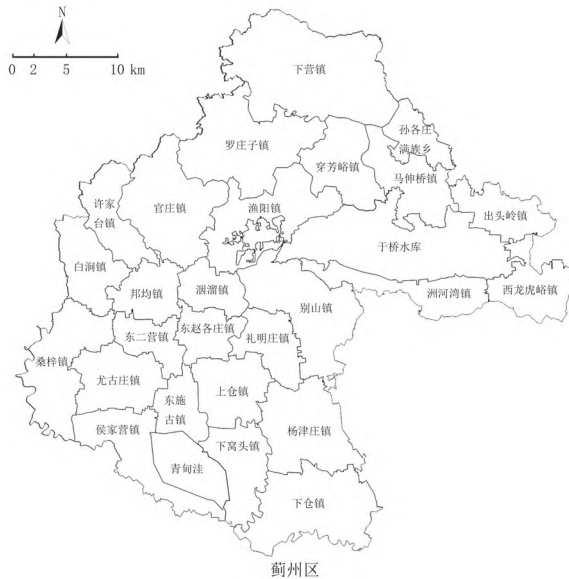 N
0 2 5 10 km
下营镇
孙各庄
满族乡
罗庄子镇
穿芳峪镇
马伸桥镇
许家
台镇
官庄镇
渔阳镇
出头岭镇
于桥水库
白涧镇
邦均镇
洇溜镇
别山镇
洲河湾镇
西龙虎峪镇
东二营镇
东赵各庄镇
礼明庄镇
桑梓镇
尤古庄镇
东施
古镇
上仓镇
侯家营镇
杨津庄镇
下窝头镇
青甸洼
下仓镇
蓟州区